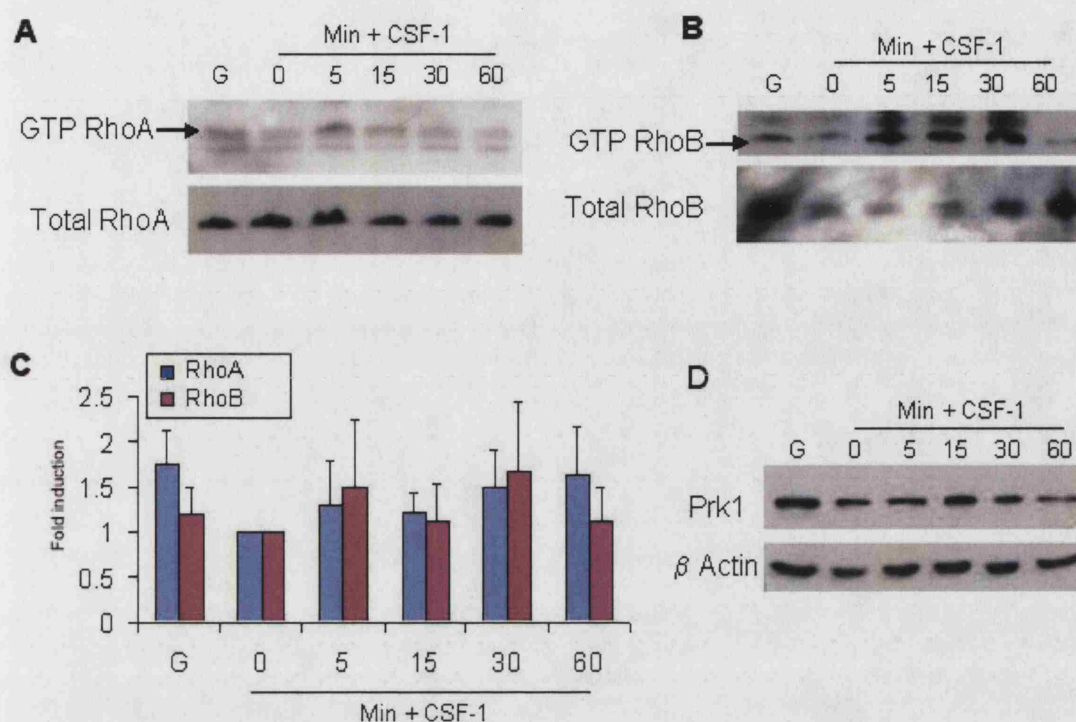 A
Min + CSF-1
G 0 5 15 30 60
GTP RhoA
Total RhoA
B
Min + CSF-1
G 0 5 15 30 60
GTP RhoB
Total RhoB
C
RhoA
RhoB
Fold induction
2.5
2
1.5
1
0.5
0
G 0 5 15 30 60
Min + CSF-1
D
Min + CSF-1
G 0 5 15 30 60
Prk1
β Actin